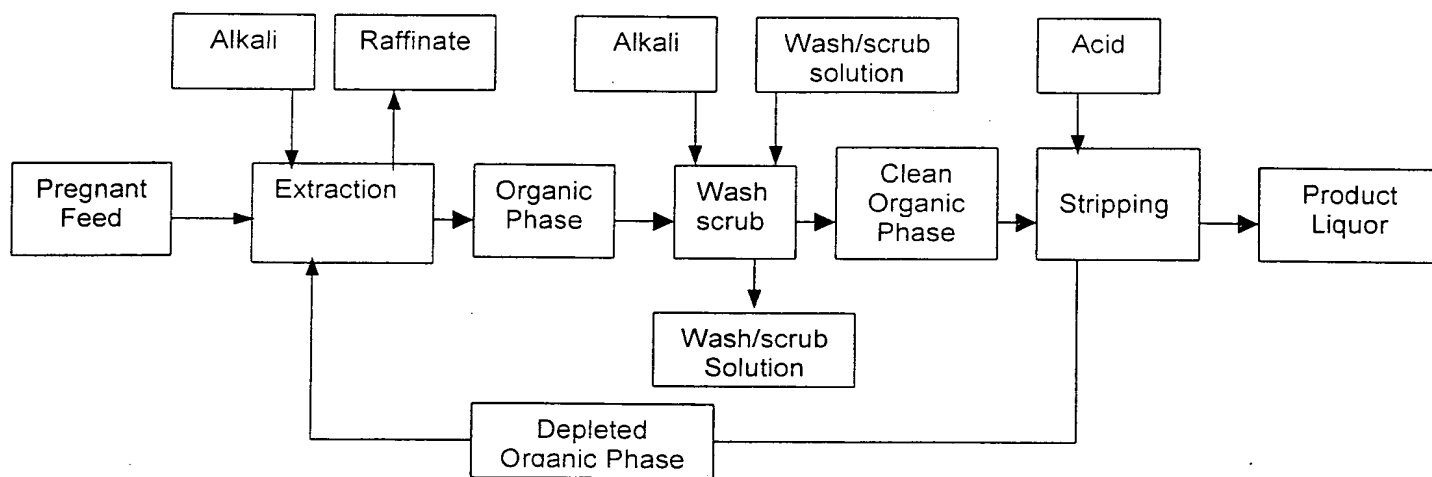 Alkali
Raffinate
Alkali
Wash/scrub
solution
Acid
Pregnant
Feed
Extraction
Organic
Phase
Wash
scrub
Clean
Organic
Phase
Stripping
Product
Liquor
Wash/scrub
Solution
Depleted
Organic Phase